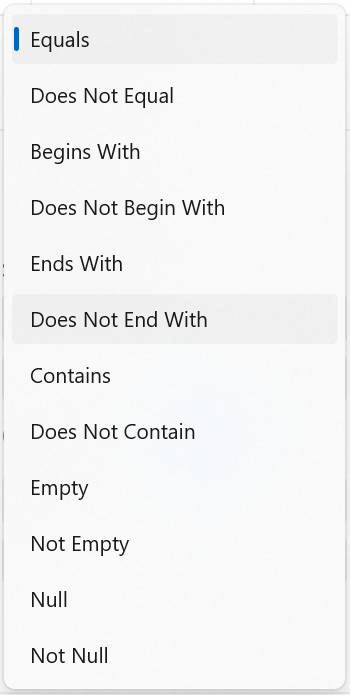 Equals
Does Not Equal
Begins With
Does Not Begin With
Ends With
Does Not End With
Contains
Does Not Contain
Empty
Not Empty
Null
Not Null